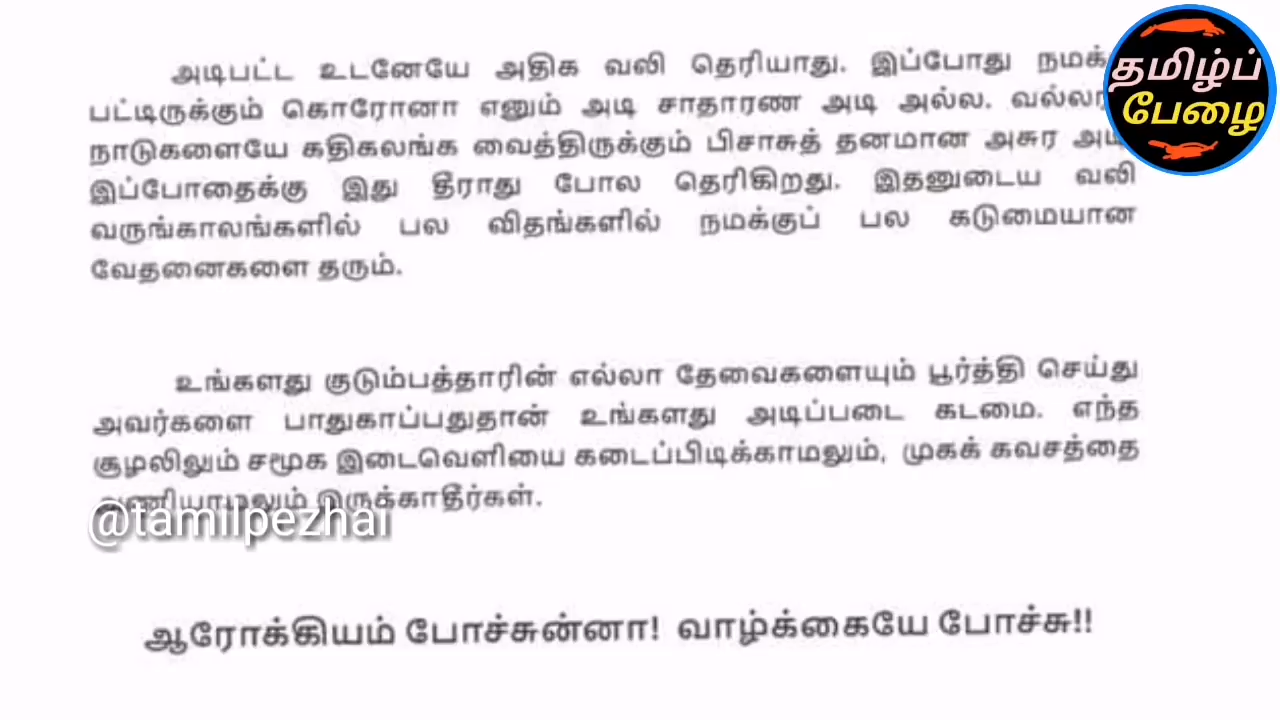 அடிபட்ட உடனேயே அதிக வலி தெரியாது. இப்போது
தமிழ்ப்
பட்டிருக்கும் கொரோனா எனும் அடி சாதாரண அடி அல்ல.
பேழை
நாடுகளையே கதிகலங்க வைத்திருக்கும் பிசாசுத் தனமான அசுர
இப்போதைக்கு இது தீராது போல தெரிகிறது. இதனுடைய வலி
வருங்காலங்களில் பல விதங்களில் நமக்குப் பல கடுமையான
வேதனைகளை தரும்.
உங்களது குடும்பத்தாரின் எல்லா தேவைகளையும் பூர்த்தி செய்து
அவர்களை பாதுகாப்பதுதான் உங்களது அடிப்படை கடமை. எந்த
சூழலிலும் சமூக இடைவெளியை கடைப்பிடிக்காமலும், முகக் கவசத்தை
அணியாமலும் இருக்காதீர்கள்.
@tamilpezhai
ஆரோக்கியம் போச்சுன்னா! வாழ்க்கையே போச்சு!!